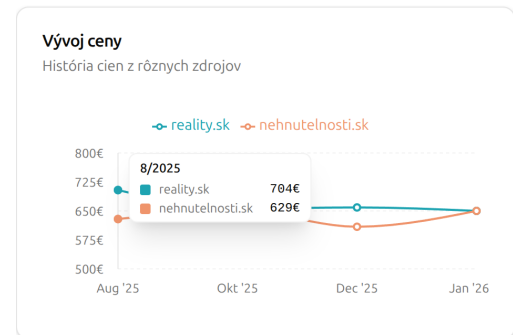 Vývoj ceny
História cien z rôznych zdrojov
reality.sk nehnutelnosti.sk
800€
8/2025
725€
reality.sk 704€
nehnutelnosti.sk 629€
650€
575€
500€
Aug '25 Okt '25 Dec '25 Jan '26